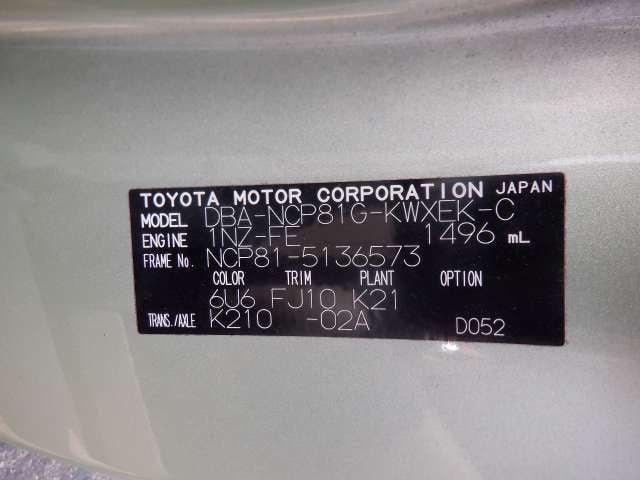 TOYOTA MOTOR CORPORATION JAPAN
MODEL DBA-NCP81G-KWXEK-C
ENGINE 1NZ-FE 1496 mL
FRAME No. NCP81-5136573
COLOR TRIM PLANT OPTION
6U6 FJ10 K21
TRANS./AXLE K210 -02A D052